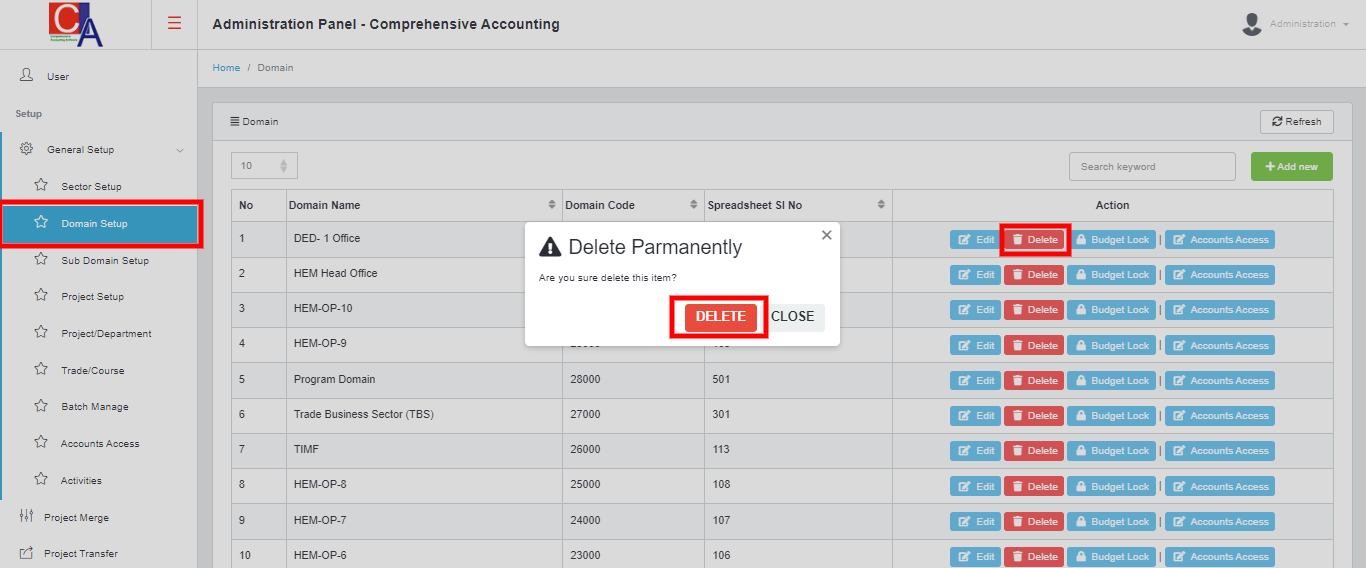 CA
Administration Panel - Comprehensive Accounting
Administration
User
Setup
General Setup
Sector Setup
Domain Setup
Sub Domain Setup
Project Setup
Project/Department
Trade/Course
Batch Manage
Accounts Access
Activities
Project Merge
Project Transfer
Home / Domain
Domain
Refresh
10
Search keyword
Add new
No Domain Name Domain Code Spreadsheet Sl No Action
1 DED- 1 Office Edit Delete Budget Lock | Accounts Access
2 HEM Head Office Edit Delete Budget Lock | Accounts Access
3 HEM-OP-10 Edit Delete Budget Lock | Accounts Access
4 HEM-OP-9 Edit Delete Budget Lock | Accounts Access
5 Program Domain 28000 501 Edit Delete Budget Lock | Accounts Access
6 Trade Business Sector (TBS) 27000 301 Edit Delete Budget Lock | Accounts Access
7 TIMF 26000 113 Edit Delete Budget Lock | Accounts Access
8 HEM-OP-8 25000 108 Edit Delete Budget Lock | Accounts Access
9 HEM-OP-7 24000 107 Edit Delete Budget Lock | Accounts Access
10 HEM-OP-6 23000 106 Edit Delete Budget Lock | Accounts Access
Delete Parmanently
×
Are you sure delete this item?
DELETE CLOSE